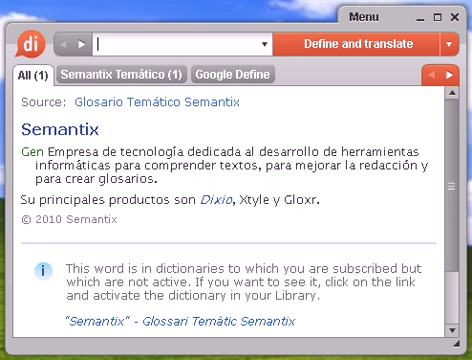 Menu
di
Define and translate
All (1)
Semantix Temático (1)
Google Define
Source: Glosario Temático Semantix
Semantix
Gen Empresa de tecnología dedicada al desarrollo de herramientas
informáticas para comprender textos, para mejorar la redacción y
para crear glosarios.
Su principales productos son Dixio, Xtyle y Gloxr.
© 2010 Semantix
i
This word is in dictionaries to which you are subscribed but
which are not active. If you want to see it, click on the link
and activate the dictionary in your Library.
"Semantix" - Glossari Temàtic Semantix